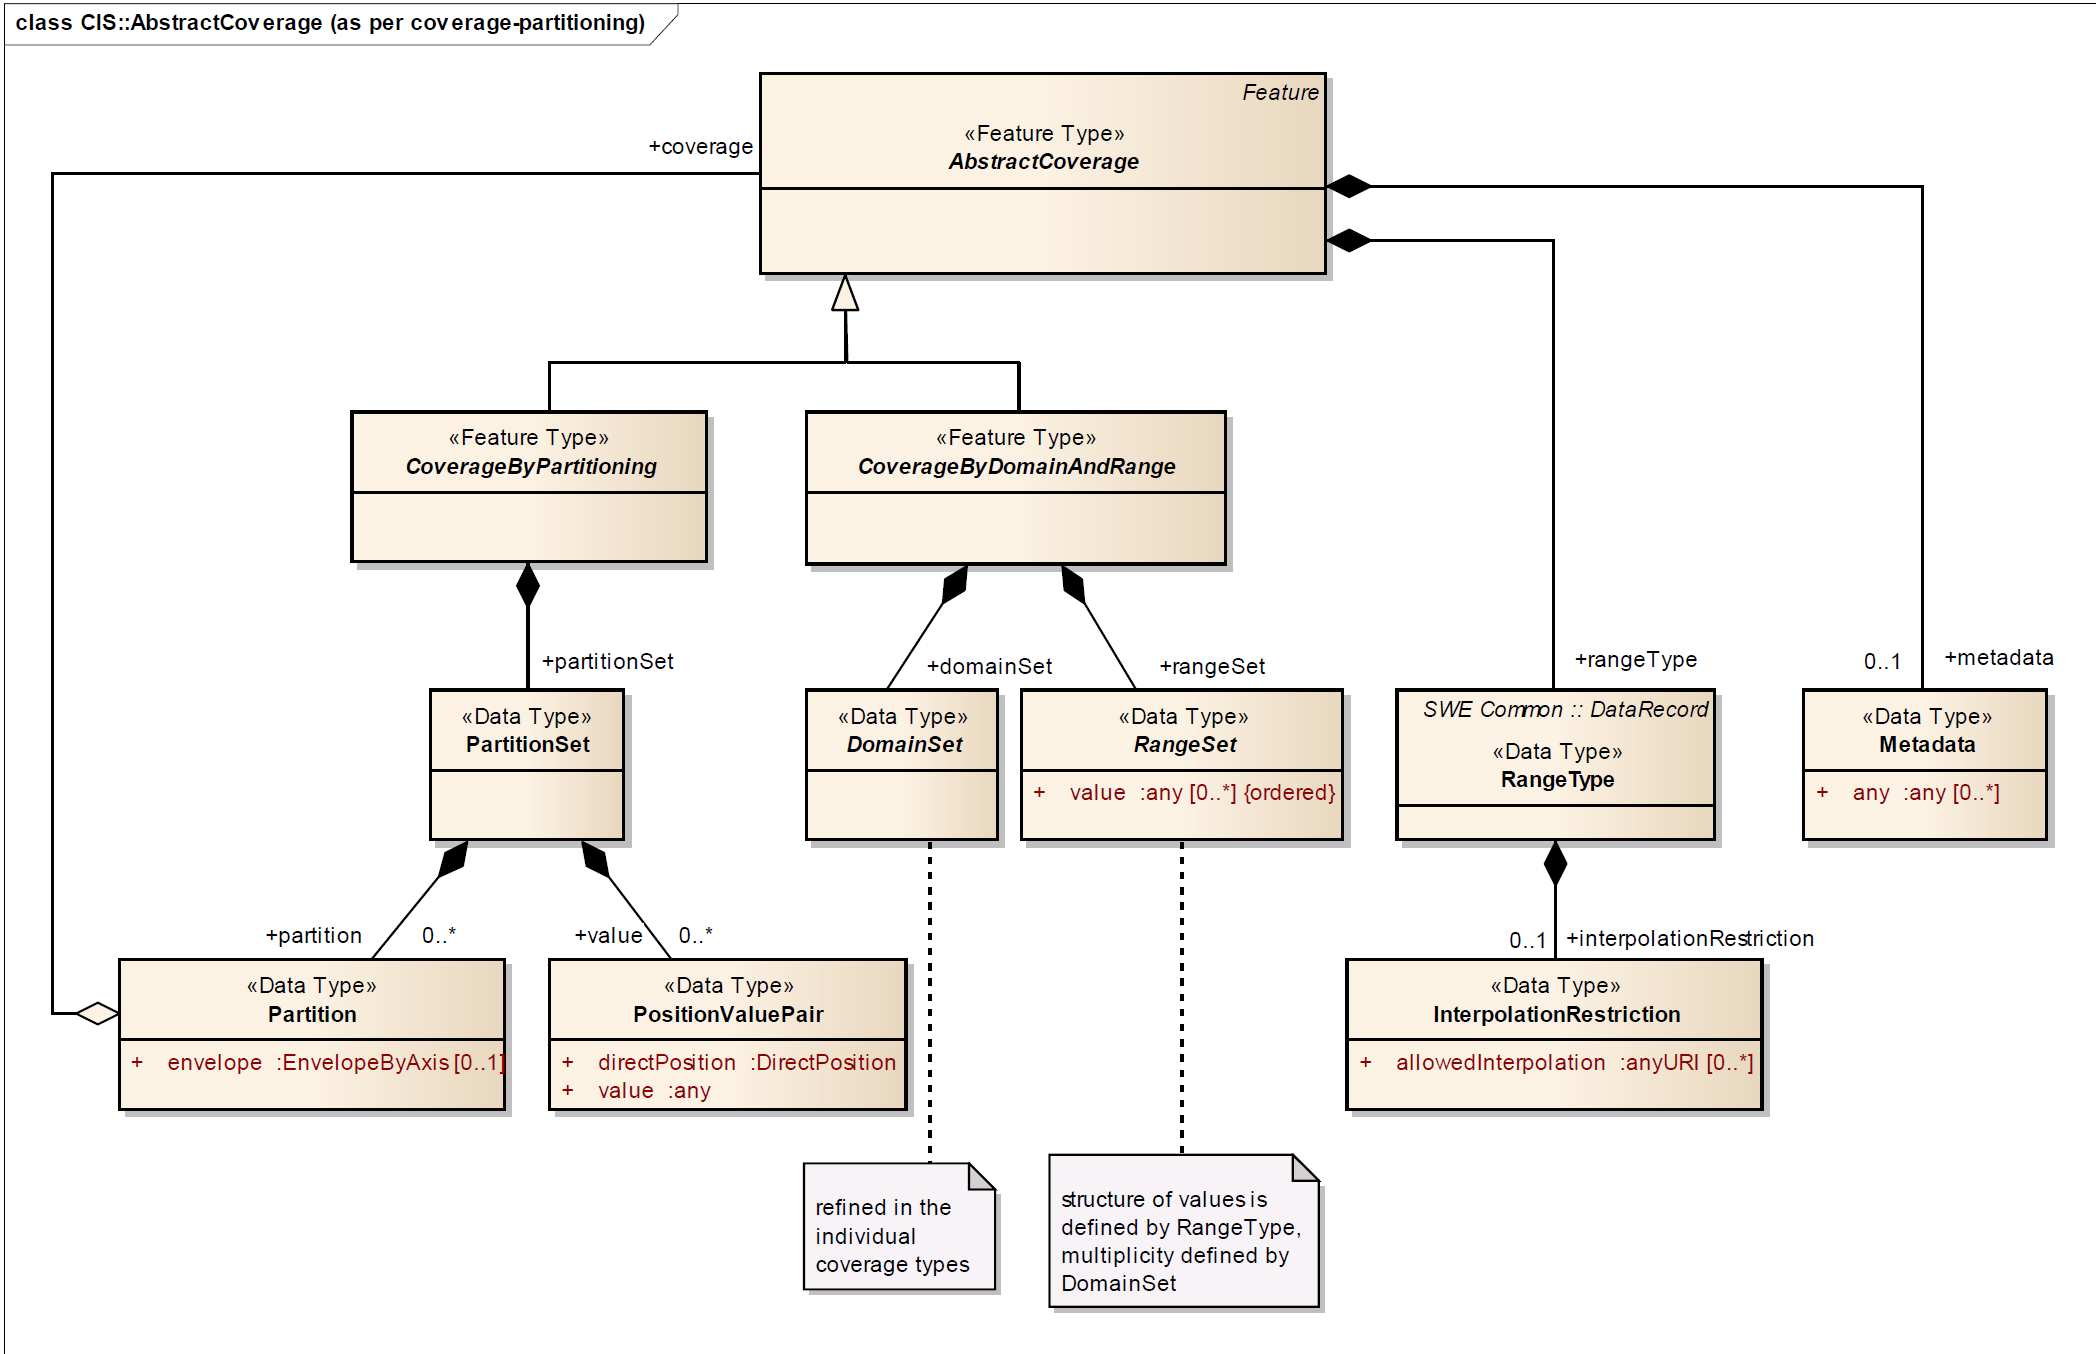 class CIS::AbstractCoverage (as per coverage-partitioning)
Feature
«Feature Type»
AbstractCoverage
+coverage
«Feature Type»
CoverageByPartitioning
«Feature Type»
CoverageByDomainAndRange
+partitionSet
+domainSet
+rangeSet
+rangeType
0..1
+metadata
«Data Type»
PartitionSet
«Data Type»
DomainSet
«Data Type»
RangeSet
+ value :any [0..*] {ordered}
SWE Common :: DataRecord
«Data Type»
RangeType
«Data Type»
Metadata
+ any :any [0..*]
+partition
0..*
+value
0..*
0..1
+interpolationRestriction
«Data Type»
Partition
+ envelope :EnvelopeByAxis [0..1]
«Data Type»
PositionValuePair
+ directPosition :DirectPosition
+ value :any
«Data Type»
InterpolationRestriction
+ allowedInterpolation :anyURI [0..*]
refined in the
individual
coverage types
structure of values is
defined by RangeType,
multiplicity defined by
DomainSet